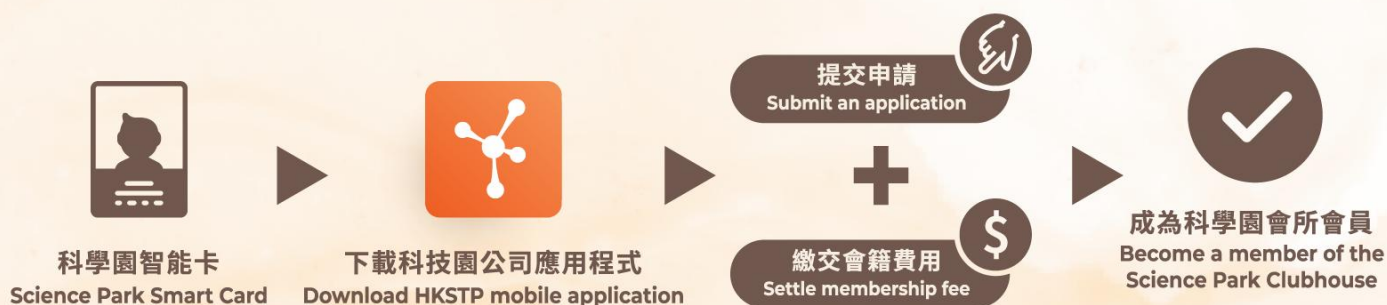 科學園智能卡
Science Park Smart Card
下載科技園公司應用程式
Download HKSTP mobile application
提交申請
Submit an application
繳交會籍費用
Settle membership fee
$
成為科學園會所會員
Become a member of the
Science Park Clubhouse